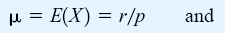 μ = E(X) = r/p and